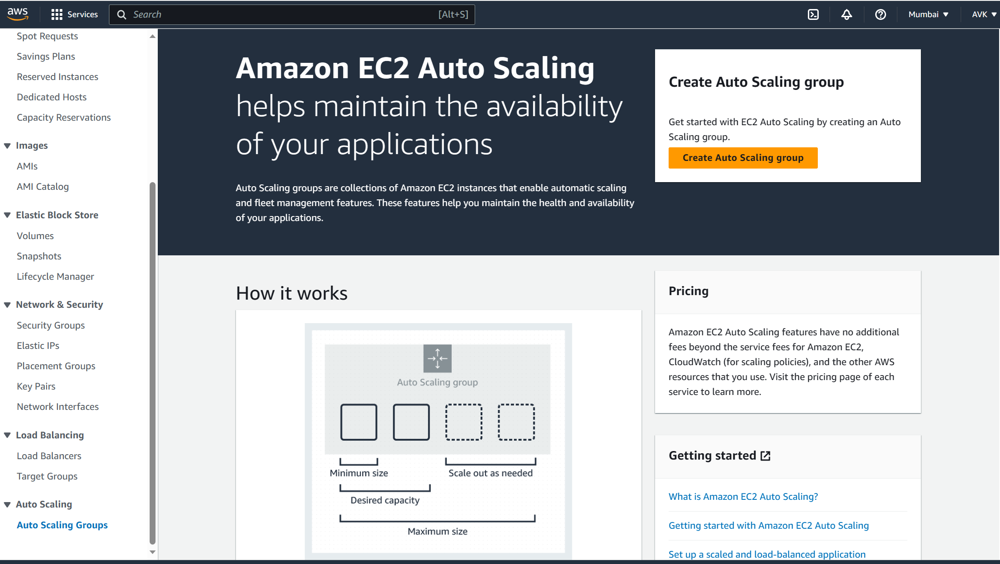 aws
Services
Search
[Alt+S]
Mumbai
AVK
Spot Requests
Savings Plans
Reserved Instances
Dedicated Hosts
Capacity Reservations
Images
AMIs
AMI Catalog
Elastic Block Store
Volumes
Snapshots
Lifecycle Manager
Network & Security
Security Groups
Elastic IPs
Placement Groups
Key Pairs
Network Interfaces
Load Balancing
Load Balancers
Target Groups
Auto Scaling
Auto Scaling Groups
Amazon EC2 Auto Scaling
helps maintain the availability
of your applications
Auto Scaling groups are collections of Amazon EC2 instances that enable automatic scaling
and fleet management features. These features help you maintain the health and availability
of your applications.
Create Auto Scaling group
Get started with EC2 Auto Scaling by creating an Auto
Scaling group.
Create Auto Scaling group
How it works
Auto Scaling group
Minimum size
Scale out as needed
Desired capacity
Maximum size
Pricing
Amazon EC2 Auto Scaling features have no additional
fees beyond the service fees for Amazon EC2,
CloudWatch (for scaling policies), and the other AWS
resources that you use. Visit the pricing page of each
service to learn more.
Getting started
What is Amazon EC2 Auto Scaling?
Getting started with Amazon EC2 Auto Scaling
Set up a scaled and load-balanced application